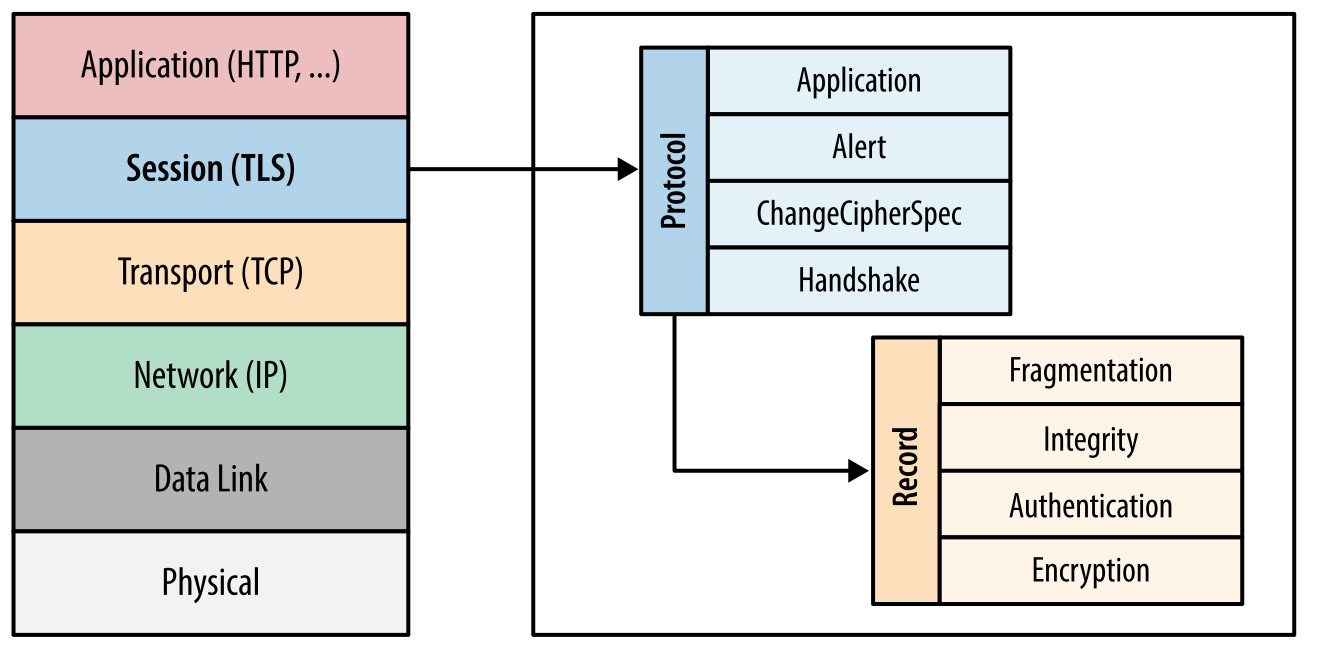 Application (HTTP, ...)
Session (TLS)
Transport (TCP)
Network (IP)
Data Link
Physical
Protocol
Application
Alert
ChangeCipherSpec
Handshake
Record
Fragmentation
Integrity
Authentication
Encryption